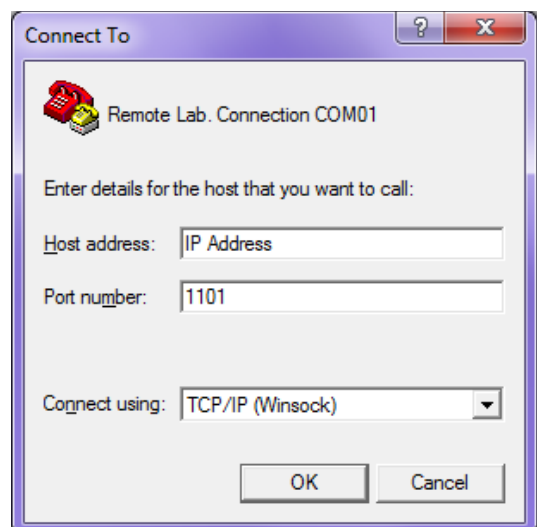 Connect To
? X
Remote Lab. Connection COM01
Enter details for the host that you want to call:
Host address: IP Address
Port number: 1101
Connect using: TCP/IP (Winsock)
OK Cancel